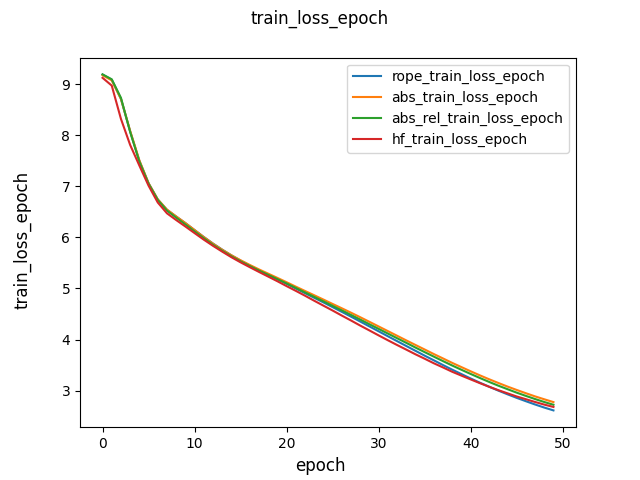 train_loss_epoch
rope_train_loss_epoch
abs_train_loss_epoch
abs_rel_train_loss_epoch
hf_train_loss_epoch
train_loss_epoch
9
8
7
6
5
4
3
0
10
20
30
40
50
epoch